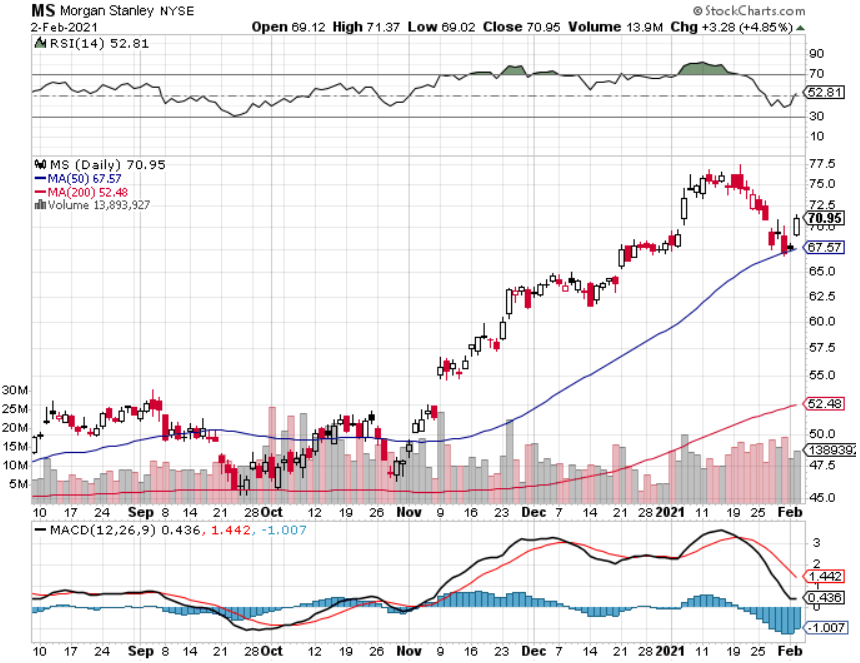 MS Morgan Stanley NYSE © StockCharts.com
2-Feb-2021 Open 69.12 High 71.37 Low 69.02 Close 70.95 Volume 13.9M Chg +3.28 (+4.85%)
RSI(14) 52.81
90
70
52.81
30
10
MS (Daily) 70.95
MA(50) 67.57
MA(200) 52.48
Volume 13,893,927
77.5
75.0
72.5
70.95
70.0
67.57
65.0
62.5
60.0
57.5
55.0
52.48
50.0
1389392
47.5
45.0
30M
25M
20M
15M
10M
5M
10 17 24 Sep 8 14 21 28 Oct 12 19 26 Nov 9 16 23 Dec 7 14 21 28 2021 11 19 25 Feb
MACD(12,26,9) 0.436, 1.442, -1.007
3
1.442
0.436
0
-1.007
10 17 24 Sep 8 14 21 28 Oct 12 19 26 Nov 9 16 23 Dec 7 14 21 28 2021 11 19 25 Feb